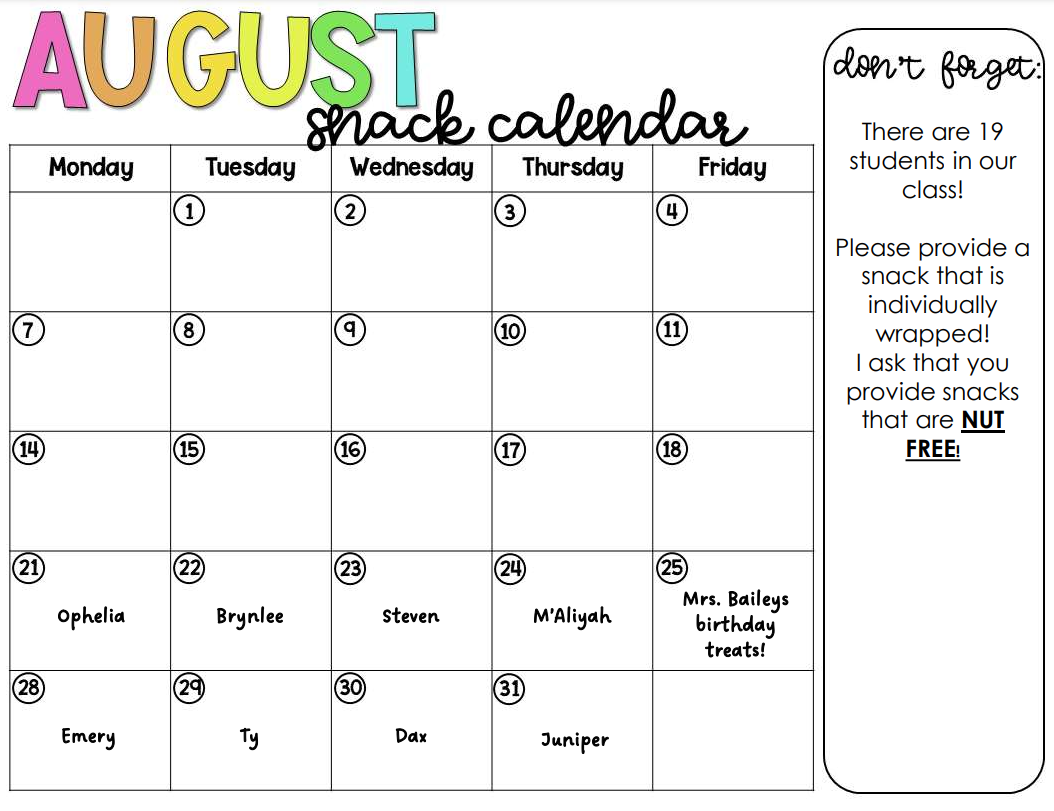 AUGUST
snack calendar
Monday Tuesday Wednesday Thursday Friday
1 2 3 4
7 8 9 10 11
14 15 16 17 18
21 22 23 24 25
Ophelia Brynlee Steven M'Aliyah Mrs. Baileys
birthday
treats!
28 29 30 31
Emery Ty Dax Juniper
don't forget:
There are 19
students in our
class!
Please provide a
snack that is
individually
wrapped!
I ask that you
provide snacks
that are NUT
FREE!